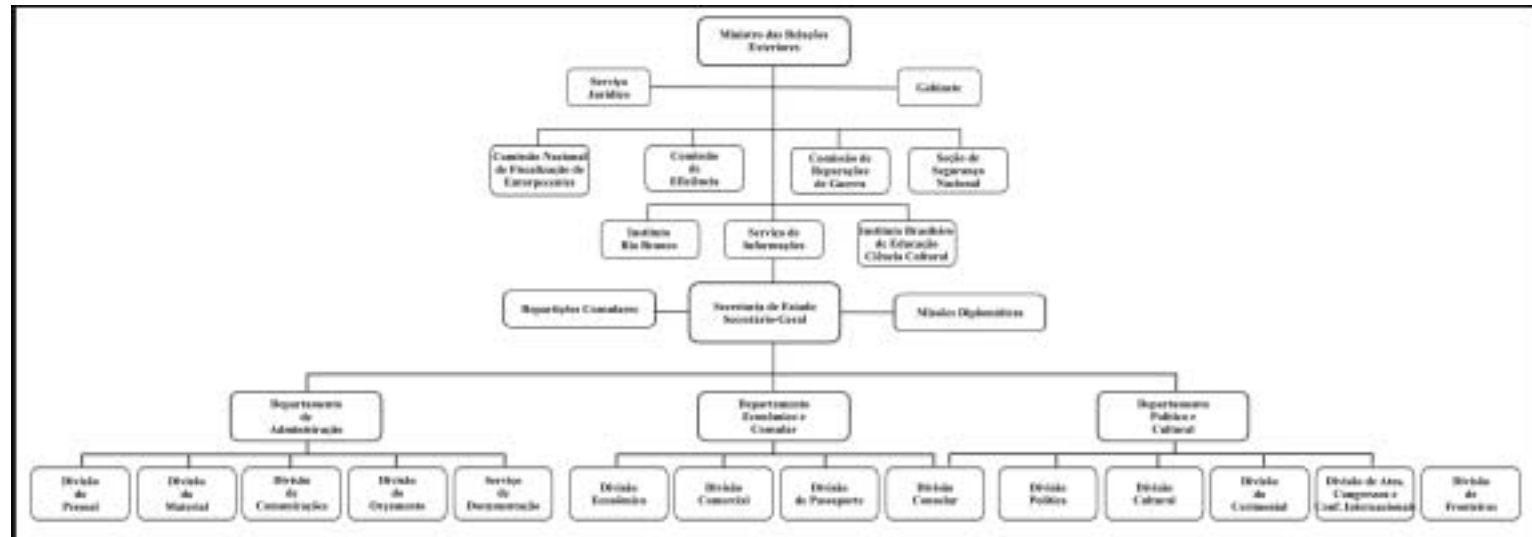 Ministro das Relações
Exteriores
Serviço
Jurídico
Gabinete
Comissão Nacional
de Fiscalização de
Entorpecentes
Comissão
de
Eficiência
Comissão de
Reparações
de Guerra
Seção de
Segurança
Nacional
Instituto
Rio Branco
Serviço de
Informações
Instituto Brasileiro
de Educação
Ciência Cultural
Repartições Consulares
Secretaria de Estado
Secretário-Geral
Missões Diplomáticas
Departamento
de
Administração
Departamento
Econômico e
Consular
Departamento
Político e
Cultural
Divisão
do
Pessoal
Divisão
do
Material
Divisão
de
Comunicações
Divisão
do
Orçamento
Serviço
de
Documentação
Divisão
Econômica
Divisão
Comercial
Divisão
de Passaporte
Divisão
Consular
Divisão
Política
Divisão
Cultural
Divisão
do
Cerimonial
Divisão de Atos,
Congressos e
Conf. Internacionais
Divisão
de
Fronteiras